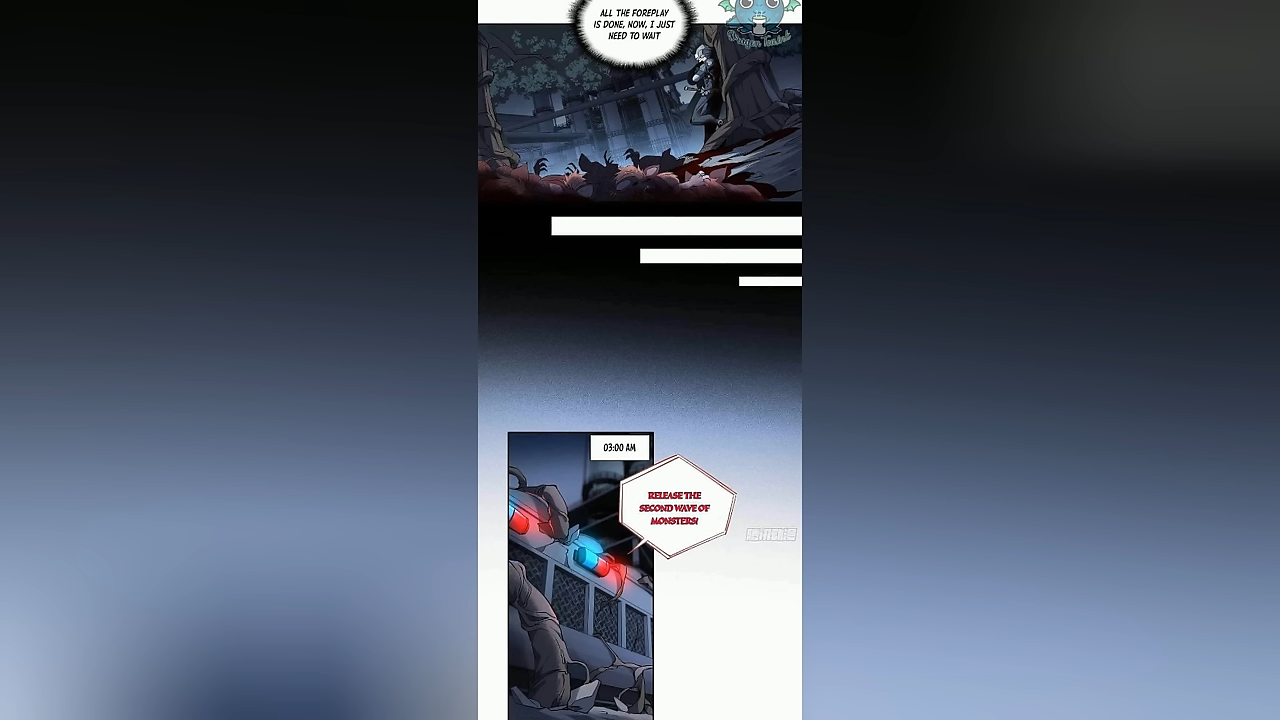 ALL THE FOREPLAY
IS DONE, NOW, I JUST
NEED TO WAIT
03:00 AM
RELEASE THE
SECOND WAVE OF
MONSTERS!